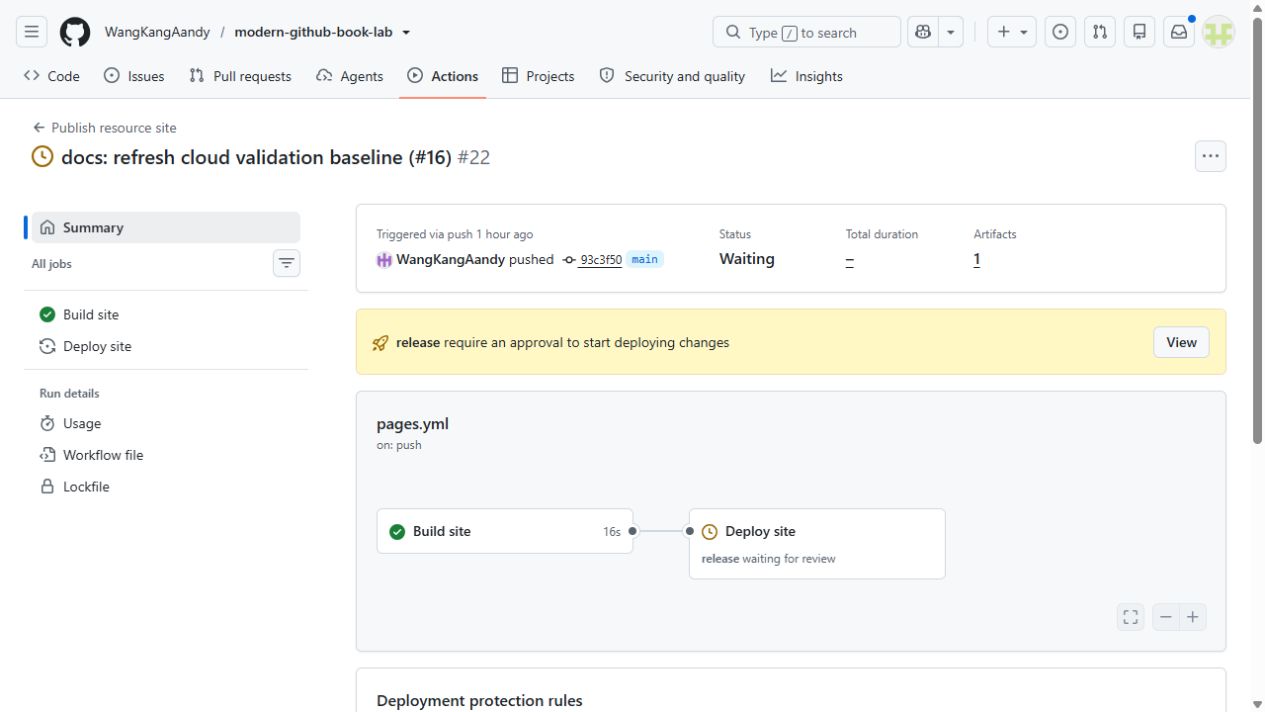 WangKangAandy / modern-github-book-lab
Type / to search
Code Issues Pull requests Agents Actions Projects Security and quality Insights
Publish resource site
docs: refresh cloud validation baseline (#16) #22
Summary
All jobs
Build site
Deploy site
Run details
Usage
Workflow file
Lockfile
Triggered via push 1 hour ago
WangKangAandy pushed 93c3f50 main
Status
Waiting
Total duration
–
Artifacts
1
release require an approval to start deploying changes
View
pages.yml
on: push
Build site 16s
Deploy site
release waiting for review
Deployment protection rules